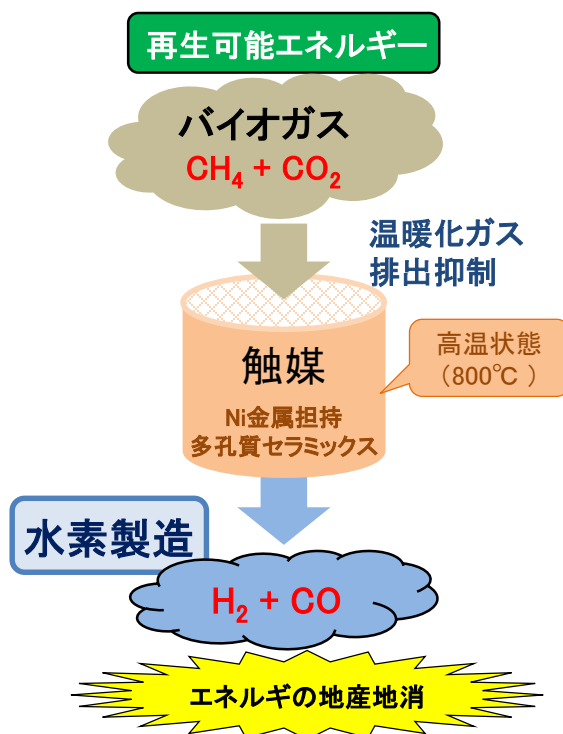 再生可能エネルギー
バイオガス
CH₄ + CO₂
温暖化ガス
排出抑制
触媒
Ni金属担持
多孔質セラミックス
高温状態
（800℃ ）
水素製造
H₂ + CO
エネルギの地産地消